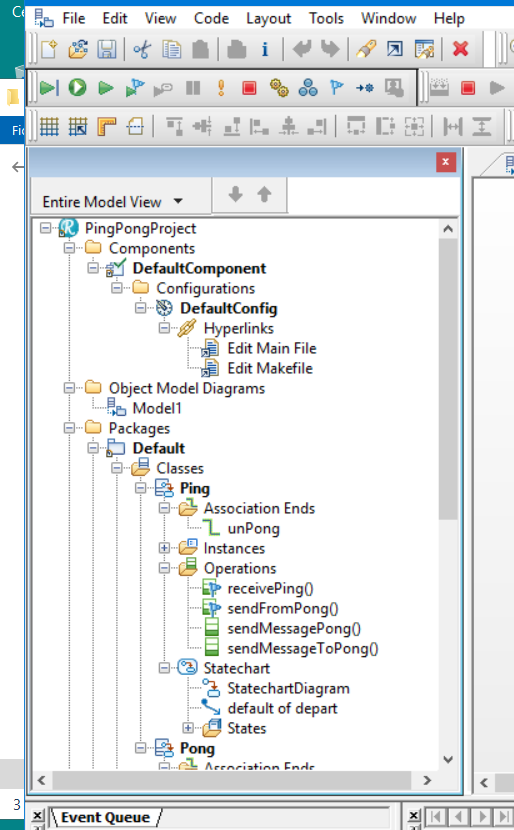 File Edit View Code Layout Tools Window Help
Entire Model View
PingPongProject
Components
DefaultComponent
Configurations
DefaultConfig
Hyperlinks
Edit Main File
Edit Makefile
Object Model Diagrams
Model1
Packages
Default
Classes
Ping
Association Ends
unPong
Instances
Operations
receivePing()
sendFromPong()
sendMessagePong()
sendMessageToPong()
Statechart
StatechartDiagram
default of depart
States
Pong
Association Ends
3
Event Queue